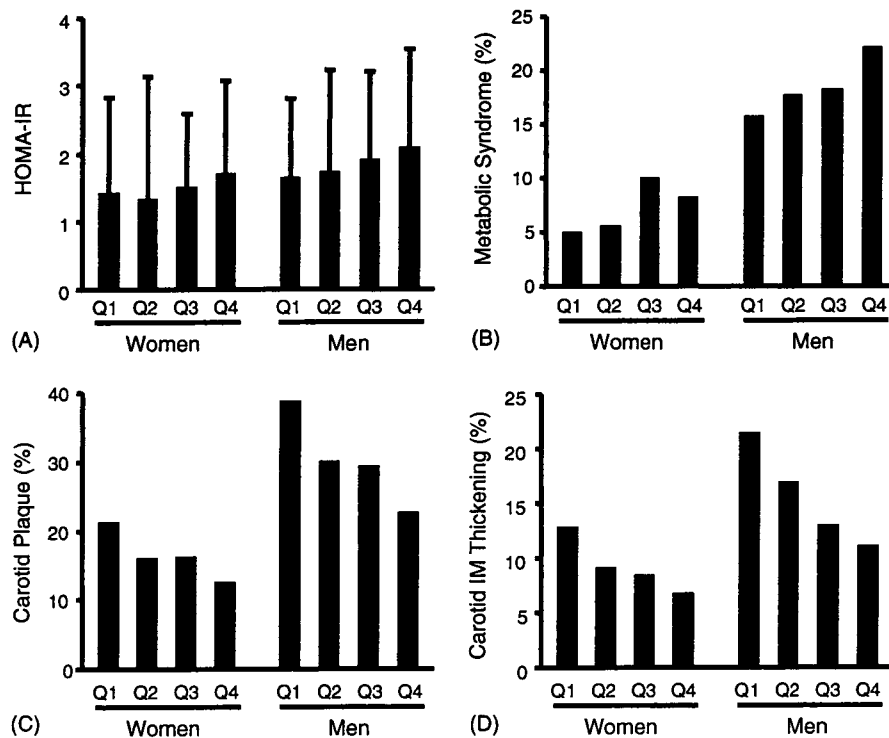 4
3
2
1
0
HOMA-IR
Q1 Q2 Q3 Q4 Q1 Q2 Q3 Q4
(A) Women Men
25
20
15
10
5
0
Metabolic Syndrome (%)
Q1 Q2 Q3 Q4 Q1 Q2 Q3 Q4
(B) Women Men
40
30
20
10
0
Carotid Plaque (%)
Q1 Q2 Q3 Q4 Q1 Q2 Q3 Q4
(C) Women Men
25
20
15
10
5
0
Carotid IM Thickening (%)
Q1 Q2 Q3 Q4 Q1 Q2 Q3 Q4
(D) Women Men